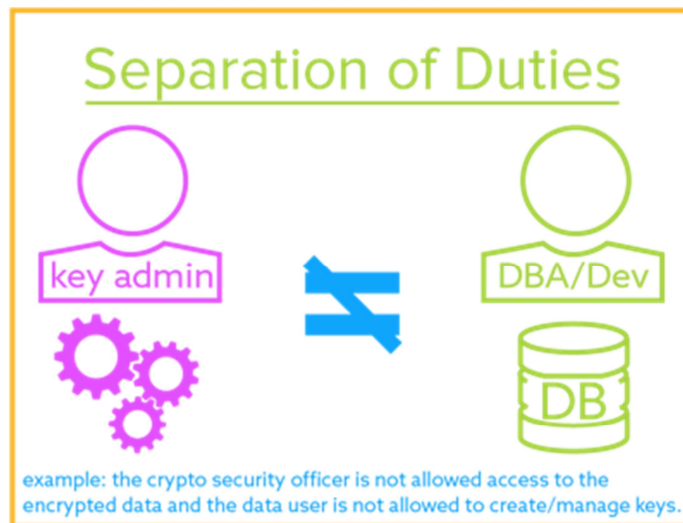 Separation of Duties
key admin
DBA/Dev
DB
example: the crypto security officer is not allowed access to the
encrypted data and the data user is not allowed to create/manage keys.